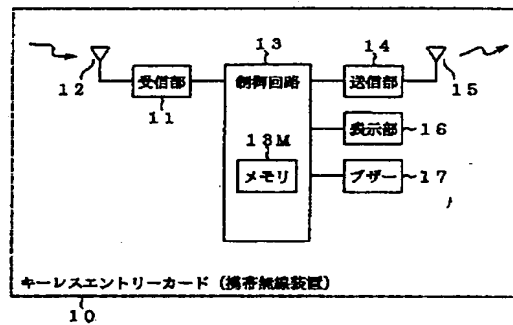 13
14
12
受信部
制御回路
送信部
15
11
表示部
16
13M
メモリ
ブザー
17
キーレスエントリーカード (携帯無線装置)
10